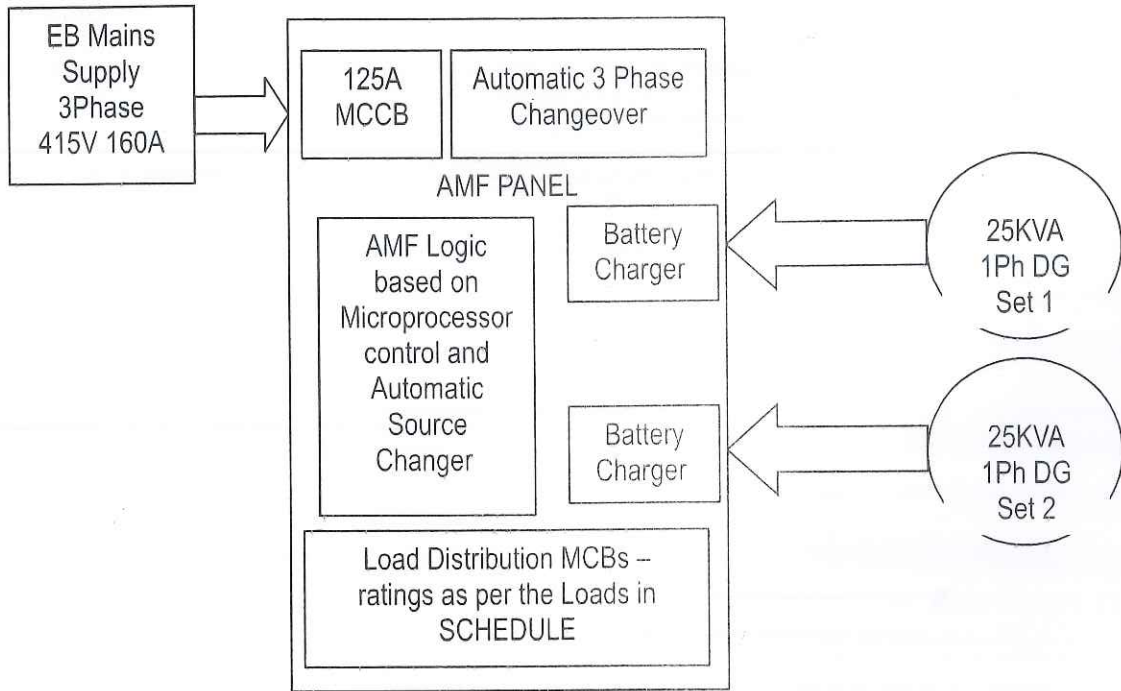 EB Mains
Supply
3Phase
415V 160A
125A
MCCB
Automatic 3 Phase
Changeover
AMF PANEL
AMF Logic
based on
Microprocessor
control and
Automatic
Source
Changer
Battery
Charger
25KVA
1Ph DG
Set 1
Battery
Charger
25KVA
1Ph DG
Set 2
Load Distribution MCBs –
ratings as per the Loads in
SCHEDULE